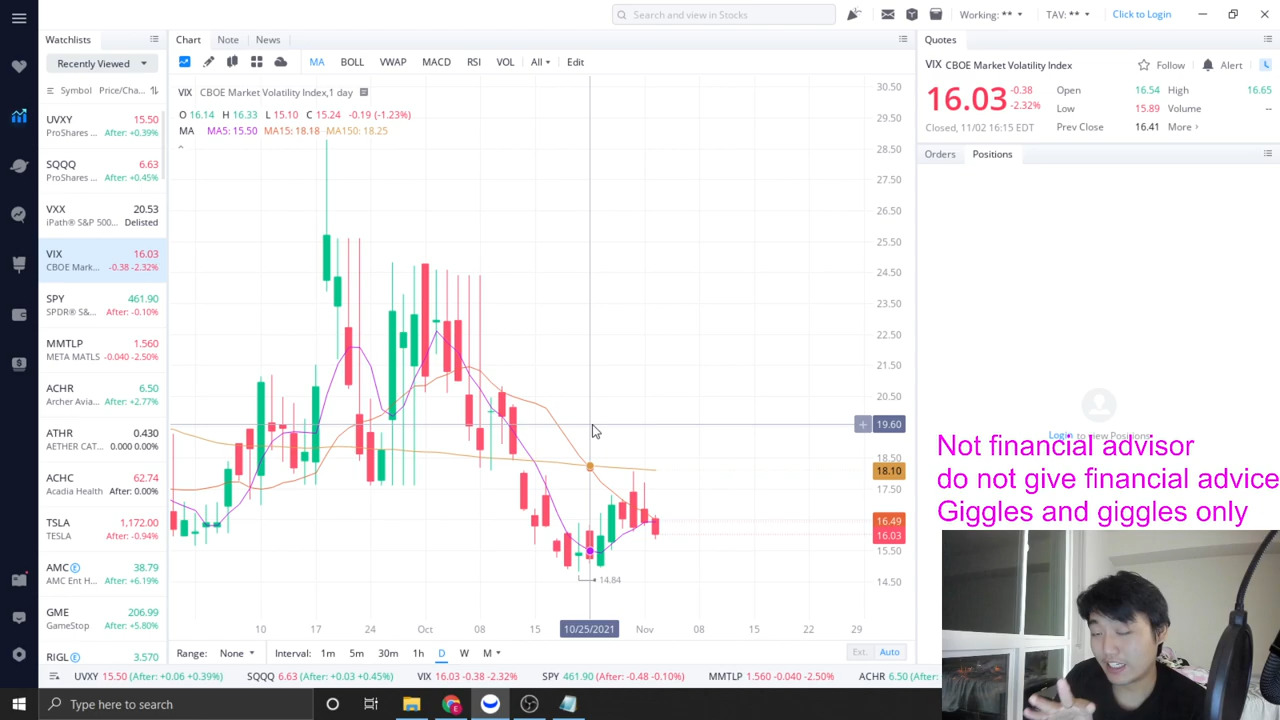 Search and view in Stocks
Working: **
TAV: **
Click to Login
Watchlists
Chart
Note
News
Quotes
Recently Viewed
MA
BOLL
VWAP
MACD
RSI
VOL
All
Edit
Symbol Price/Cha...
UVXY 15.50
ProShares ... After: +0.39%
SQQQ 6.63
ProShares ... After: +0.45%
VXX 20.53
iPath® S&P 500... Delisted
VIX 16.03
CBOE Mark... -0.38 -2.32%
SPY 461.90
SPDR® S&... After: -0.10%
MMTLP 1.560
META MATLS -0.040 -2.50%
ACHR 6.50
Archer Avia... After: +2.77%
ATHR 0.430
AETHER CAT... 0.000 0.00%
ACHC 62.74
Acadia Health After: 0.00%
TSLA 1,172.00
TESLA After: -0.94%
AMC 38.79
AMC Ent H... After: +6.19%
GME 206.99
GameStop After: +5.80%
RIGL 3.570
VIX CBOE Market Volatility Index,1 day
O 16.14 H 16.33 L 15.10 C 15.24 -0.19 (-1.23%)
MA MA5: 15.50 MA15: 18.18 MA150: 18.25
30.50
29.50
28.50
27.50
26.50
25.50
24.50
23.50
22.50
21.50
20.50
19.60
18.50
18.10
17.50
16.49
16.03
15.50
14.50
14.84
10 17 24 Oct 08 15 10/25/2021 Nov 08 15 22 29
Range: None Interval: 1m 5m 30m 1h D W M
Ext. Auto
VIX CBOE Market Volatility Index
Follow
Alert
16.03 -0.38
-2.32%
Open 16.54 High 16.65
Low 15.89 Volume --
Closed, 11/02 16:15 EDT
Prev Close 16.41 More
Orders
Positions
Login to view Positions
Not financial advisor
do not give financial advice
Giggles and giggles only
UVXY 15.50 (After: +0.06 +0.39%) SQQQ 6.63 (After: +0.03 +0.45%) VIX 16.03 -0.38 -2.32% SPY 461.90 (After: -0.48 -0.10%) MMTLP 1.560 -0.040 -2.50% ACHR 6.50 (After:
Type here to search